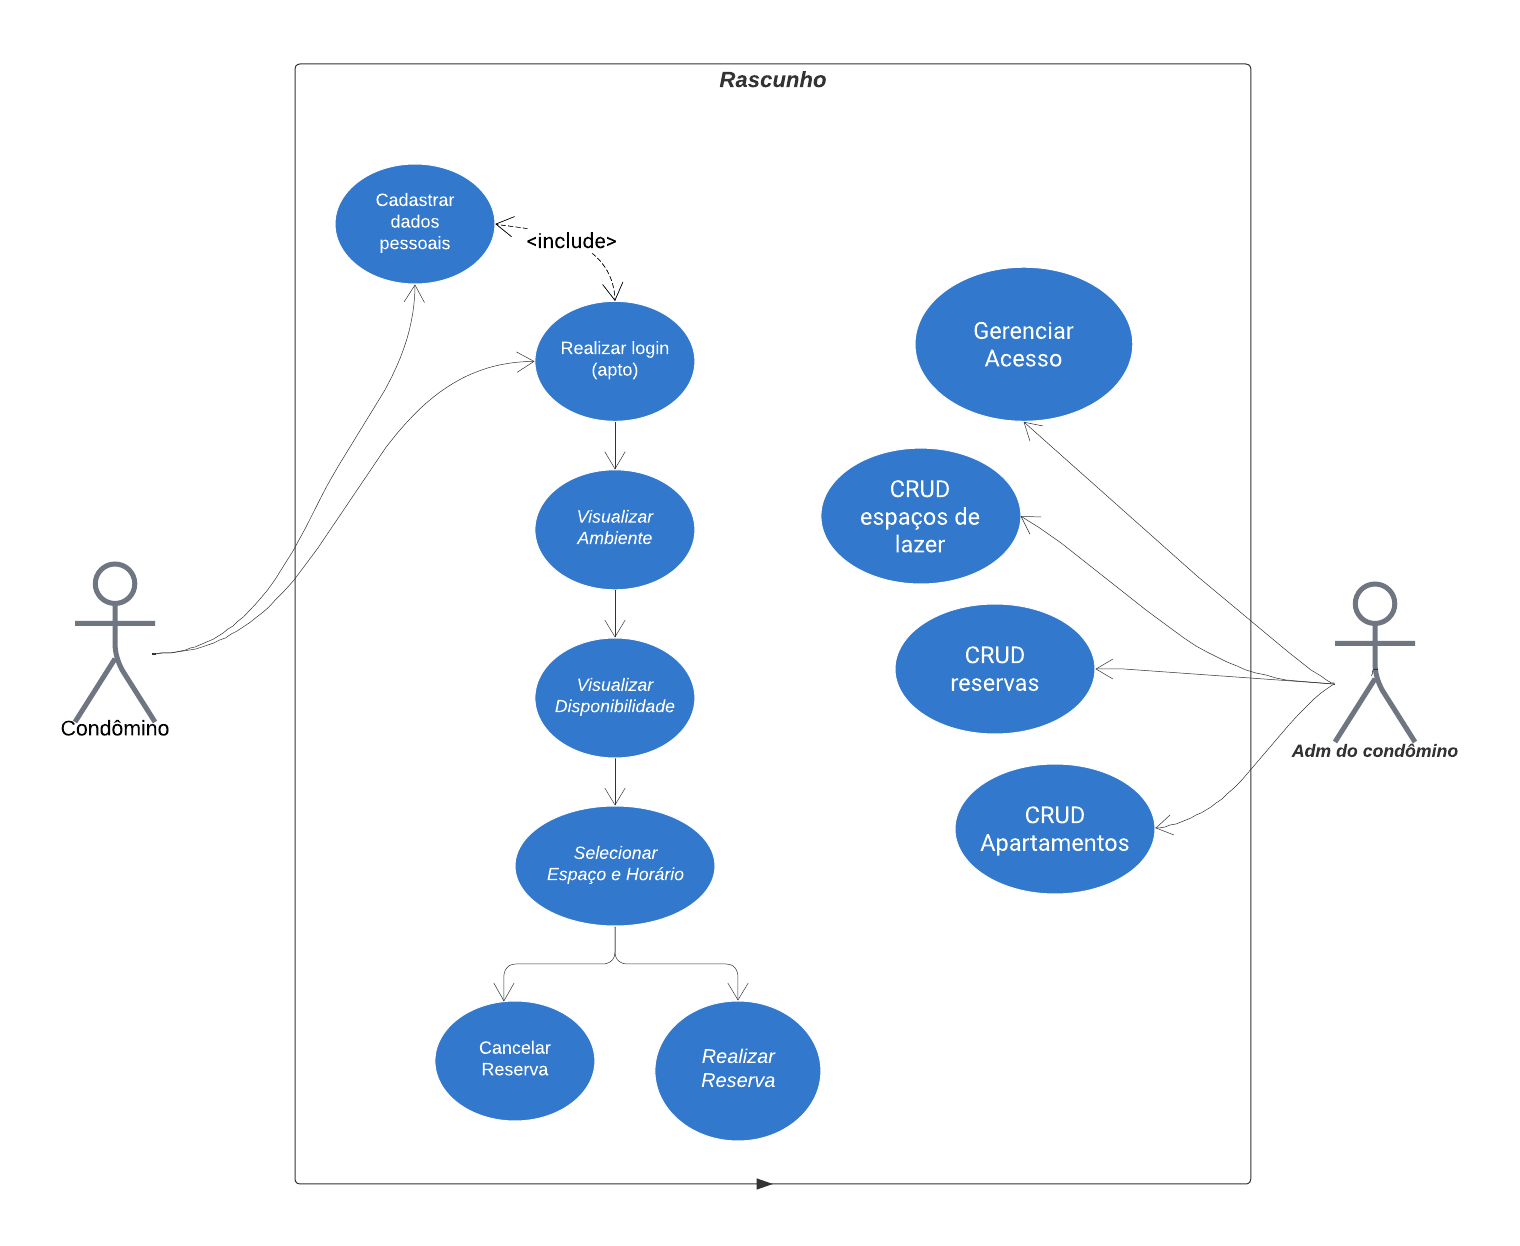 Rascunho
Cadastrar
dados
pessoais
<include>
Realizar login
(apto)
Visualizar
Ambiente
Visualizar
Disponibilidade
Selecionar
Espaço e Horário
Cancelar
Reserva
Realizar
Reserva
Condômino
Gerenciar
Acesso
CRUD
espaços de
lazer
CRUD
reservas
CRUD
Apartamentos
Adm do condômino